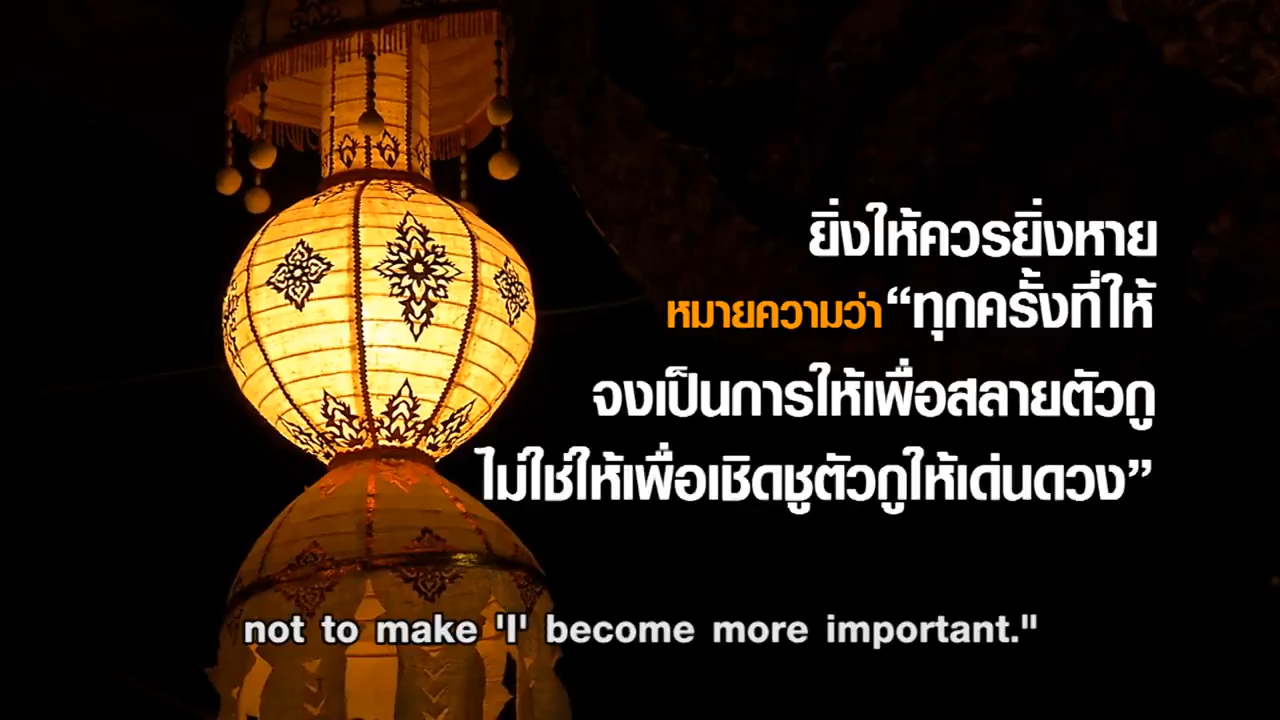 ยิ่งให้ควรยิ่งหาย
หมายความว่า “ทุกครั้งที่ให้
จงเป็นการให้เพื่อสลายตัวกู
ไม่ใช่ให้เพื่อเชิดชูตัวกูให้เด่นดวง”
not to make 'I' become more important."